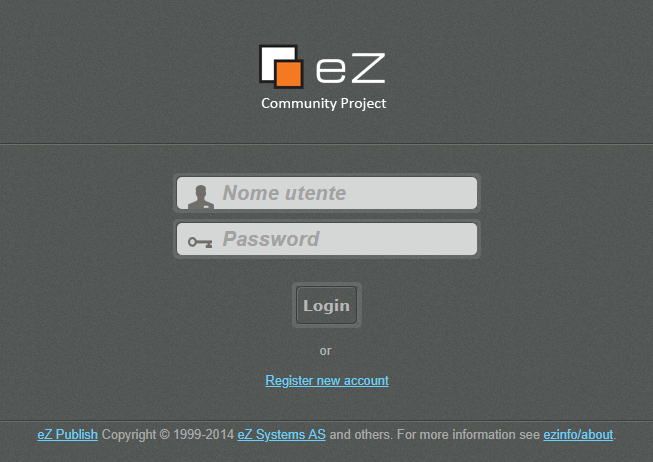 eZ
Community Project
Nome utente
Password
Login
or
Register new account
eZ Publish Copyright © 1999-2014 eZ Systems AS and others. For more information see ezinfo/about.